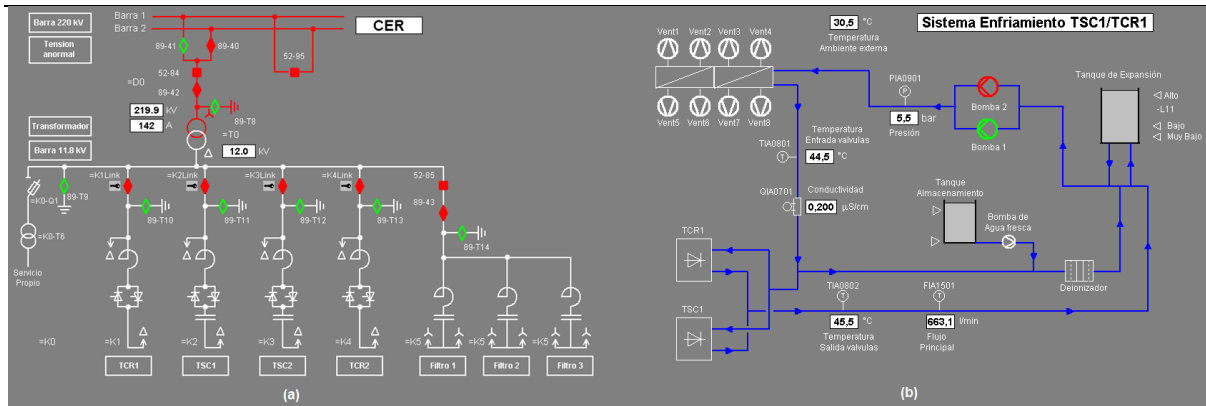 Barra 220 kV
Tension
anormal
Barra 1
Barra 2
CER
89-41
89-40
52-84
52-95
=D0
89-42
219.9 kV
142 A
89-T8
Transformador
=T0
12.0 kV
Barra 11.8 kV
=K1Link
=K2Link
=K3Link
=K4Link
52-85
=K0-Q1
89-T9
89-43
89-T10
89-T11
89-T12
89-T13
=K0-T6
89-T14
Servicio
Propio
=K0
=K1
=K2
=K3
=K4
=K5
=K5
=K5
TCR1
TSC1
TSC2
TCR2
Filtro 1
Filtro 2
Filtro 3
(a)
30,5 °C
Temperatura
Ambiente externa
Sistema Enfriamiento TSC1/TCR1
Vent1
Vent2
Vent3
Vent4
Vent5
Vent6
Vent7
Vent8
PIA0901
P
5,5 bar
Presión
Bomba 2
Bomba 1
Tanque de Expansión
Alto
-L11
Bajo
Muy Bajo
Temperatura
Entrada valvulas
TIA0801
T
44,5 °C
QIA0701
Conductividad
0,200 µS/cm
Tanque
Almacenamiento
Bomba de
Agua fresca
TCR1
TSC1
TIA0802
T
45,5 °C
Temperatura
Salida valvulas
FIA1501
T
663,1 l/min
Flujo
Principal
Deionizador
(b)